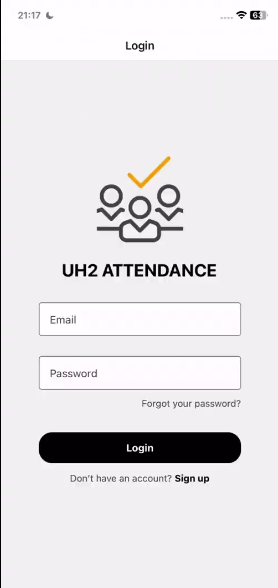 21:17
Login
UH2 ATTENDANCE
Email
Password
Forgot your password?
Login
Don't have an account? Sign up